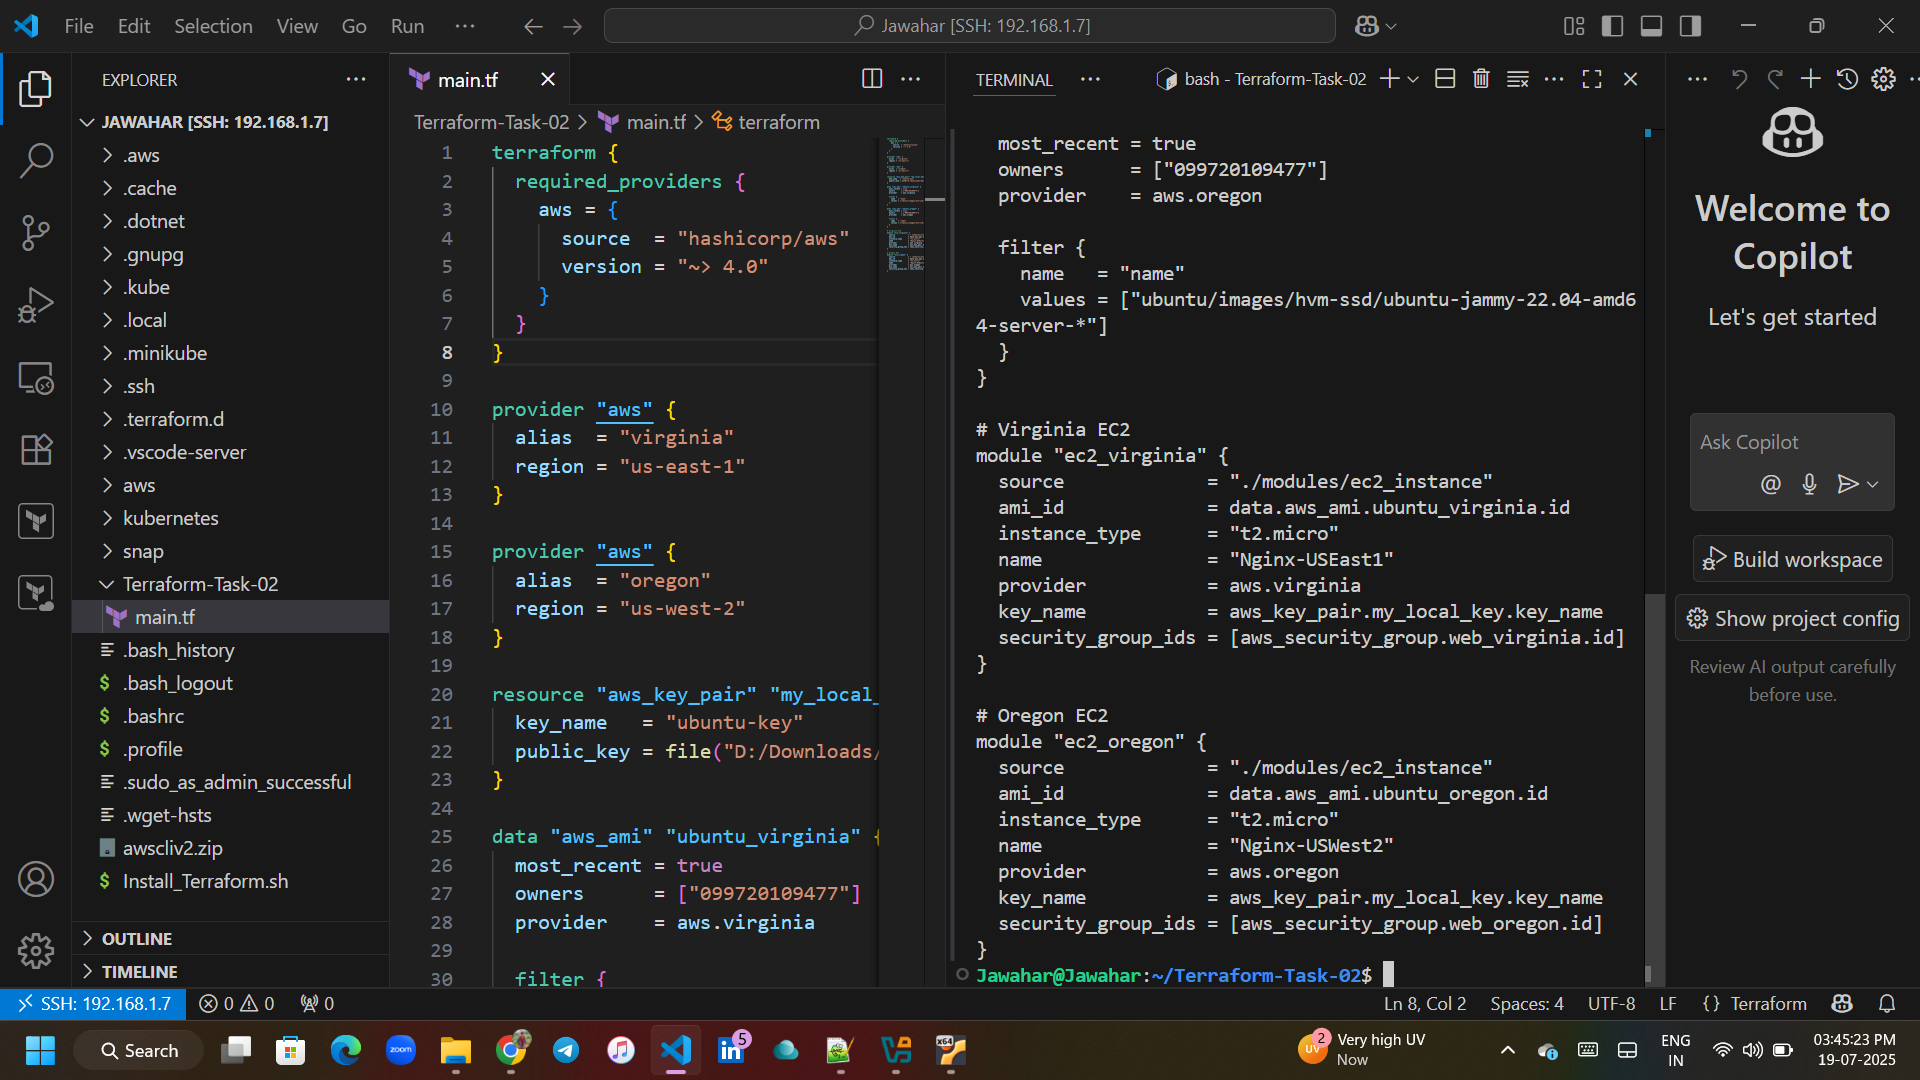 File Edit Selection View Go Run ···
Jawahar [SSH: 192.168.1.7]
EXPLORER
JAWAHAR [SSH: 192.168.1.7]
.aws
.cache
.dotnet
.gnupg
.kube
.local
.minikube
.ssh
.terraform.d
.vscode-server
aws
kubernetes
snap
Terraform-Task-02
main.tf
.bash_history
$ .bash_logout
$ .bashrc
$ .profile
.sudo_as_admin_successful
.wget-hsts
awscliv2.zip
$ Install_Terraform.sh
OUTLINE
TIMELINE
main.tf
Terraform-Task-02 > main.tf > terraform
1 terraform {
2 required_providers {
3 aws = {
4 source = "hashicorp/aws"
5 version = "~> 4.0"
6 }
7 }
8 }
9
10 provider "aws" {
11 alias = "virginia"
12 region = "us-east-1"
13 }
14
15 provider "aws" {
16 alias = "oregon"
17 region = "us-west-2"
18 }
19
20 resource "aws_key_pair" "my_local_
21 key_name = "ubuntu-key"
22 public_key = file("D:/Downloads/
23 }
24
25 data "aws_ami" "ubuntu_virginia" {
26 most_recent = true
27 owners = ["099720109477"]
28 provider = aws.virginia
29
30 filter {
TERMINAL
bash - Terraform-Task-02
most_recent = true
owners = ["099720109477"]
provider = aws.oregon
filter {
name = "name"
values = ["ubuntu/images/hvm-ssd/ubuntu-jammy-22.04-amd6
4-server-*"]
}
}
# Virginia EC2
module "ec2_virginia" {
source = "./modules/ec2_instance"
ami_id = data.aws_ami.ubuntu_virginia.id
instance_type = "t2.micro"
name = "Nginx-USEast1"
provider = aws.virginia
key_name = aws_key_pair.my_local_key.key_name
security_group_ids = [aws_security_group.web_virginia.id]
}
# Oregon EC2
module "ec2_oregon" {
source = "./modules/ec2_instance"
ami_id = data.aws_ami.ubuntu_oregon.id
instance_type = "t2.micro"
name = "Nginx-USWest2"
provider = aws.oregon
key_name = aws_key_pair.my_local_key.key_name
security_group_ids = [aws_security_group.web_oregon.id]
}
Jawahar@Jawahar:~/Terraform-Task-02$
Welcome to
Copilot
Let's get started
Ask Copilot
@
Build workspace
Show project config
Review AI output carefully
before use.
SSH: 192.168.1.7
0 0
0
Ln 8, Col 2
Spaces: 4
UTF-8
LF
{ } Terraform
Search
zoom
5
x64
UV
2
Very high UV
Now
ENG
IN
03:45:23 PM
19-07-2025